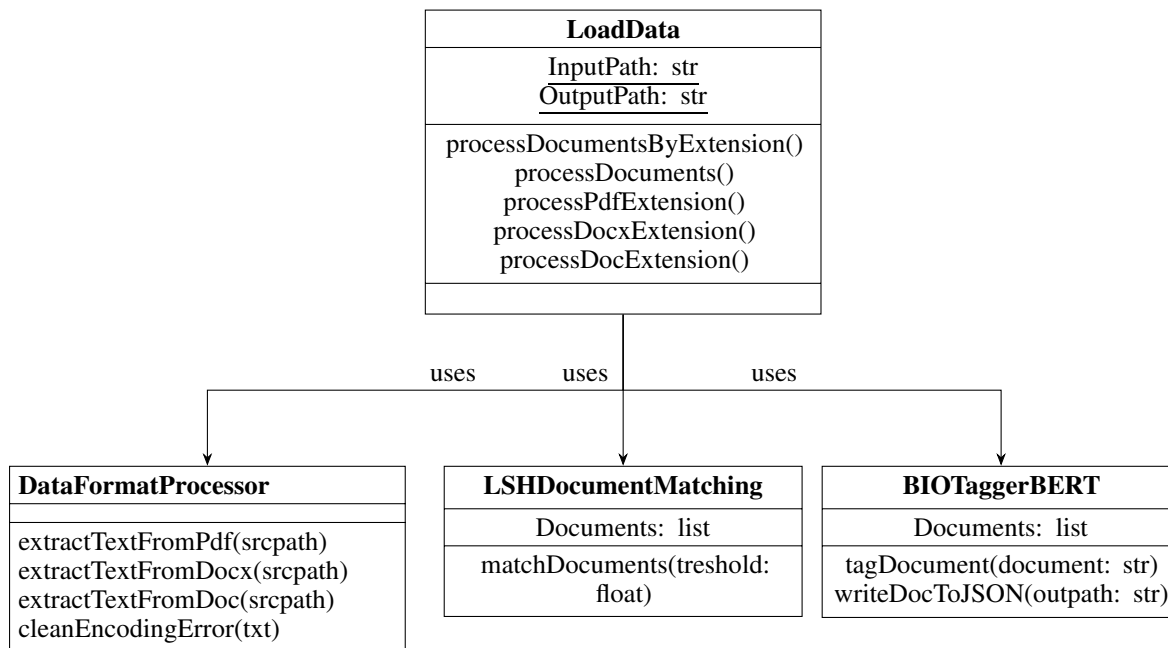 LoadData
InputPath: str
OutputPath: str
processDocumentsByExtension()
processDocuments()
processPdfExtension()
processDocxExtension()
processDocExtension()
uses
uses
uses
DataFormatProcessor
extractTextFromPdf(srcpath)
extractTextFromDocx(srcpath)
extractTextFromDoc(srcpath)
cleanEncodingError(txt)
LSHDocumentMatching
Documents: list
matchDocuments(treshold:
float)
BIOTaggerBERT
Documents: list
tagDocument(document: str)
writeDocToJSON(outpath: str)